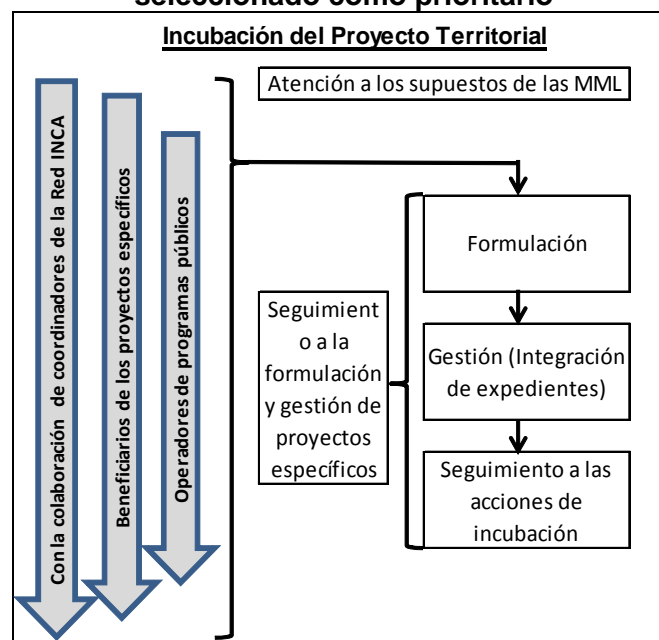 seleccionado como prioritario
Incubación del Proyecto Territorial
Atención a los supuestos de las MML
Con la colaboración de coordinadores de la Red INCA
Beneficiarios de los proyectos específicos
Operadores de programas públicos
Formulación
Seguimient
o a la
formulación
y gestión de
proyectos
específicos
Gestión (Integración
de expedientes)
Seguimiento a las
acciones de
incubación